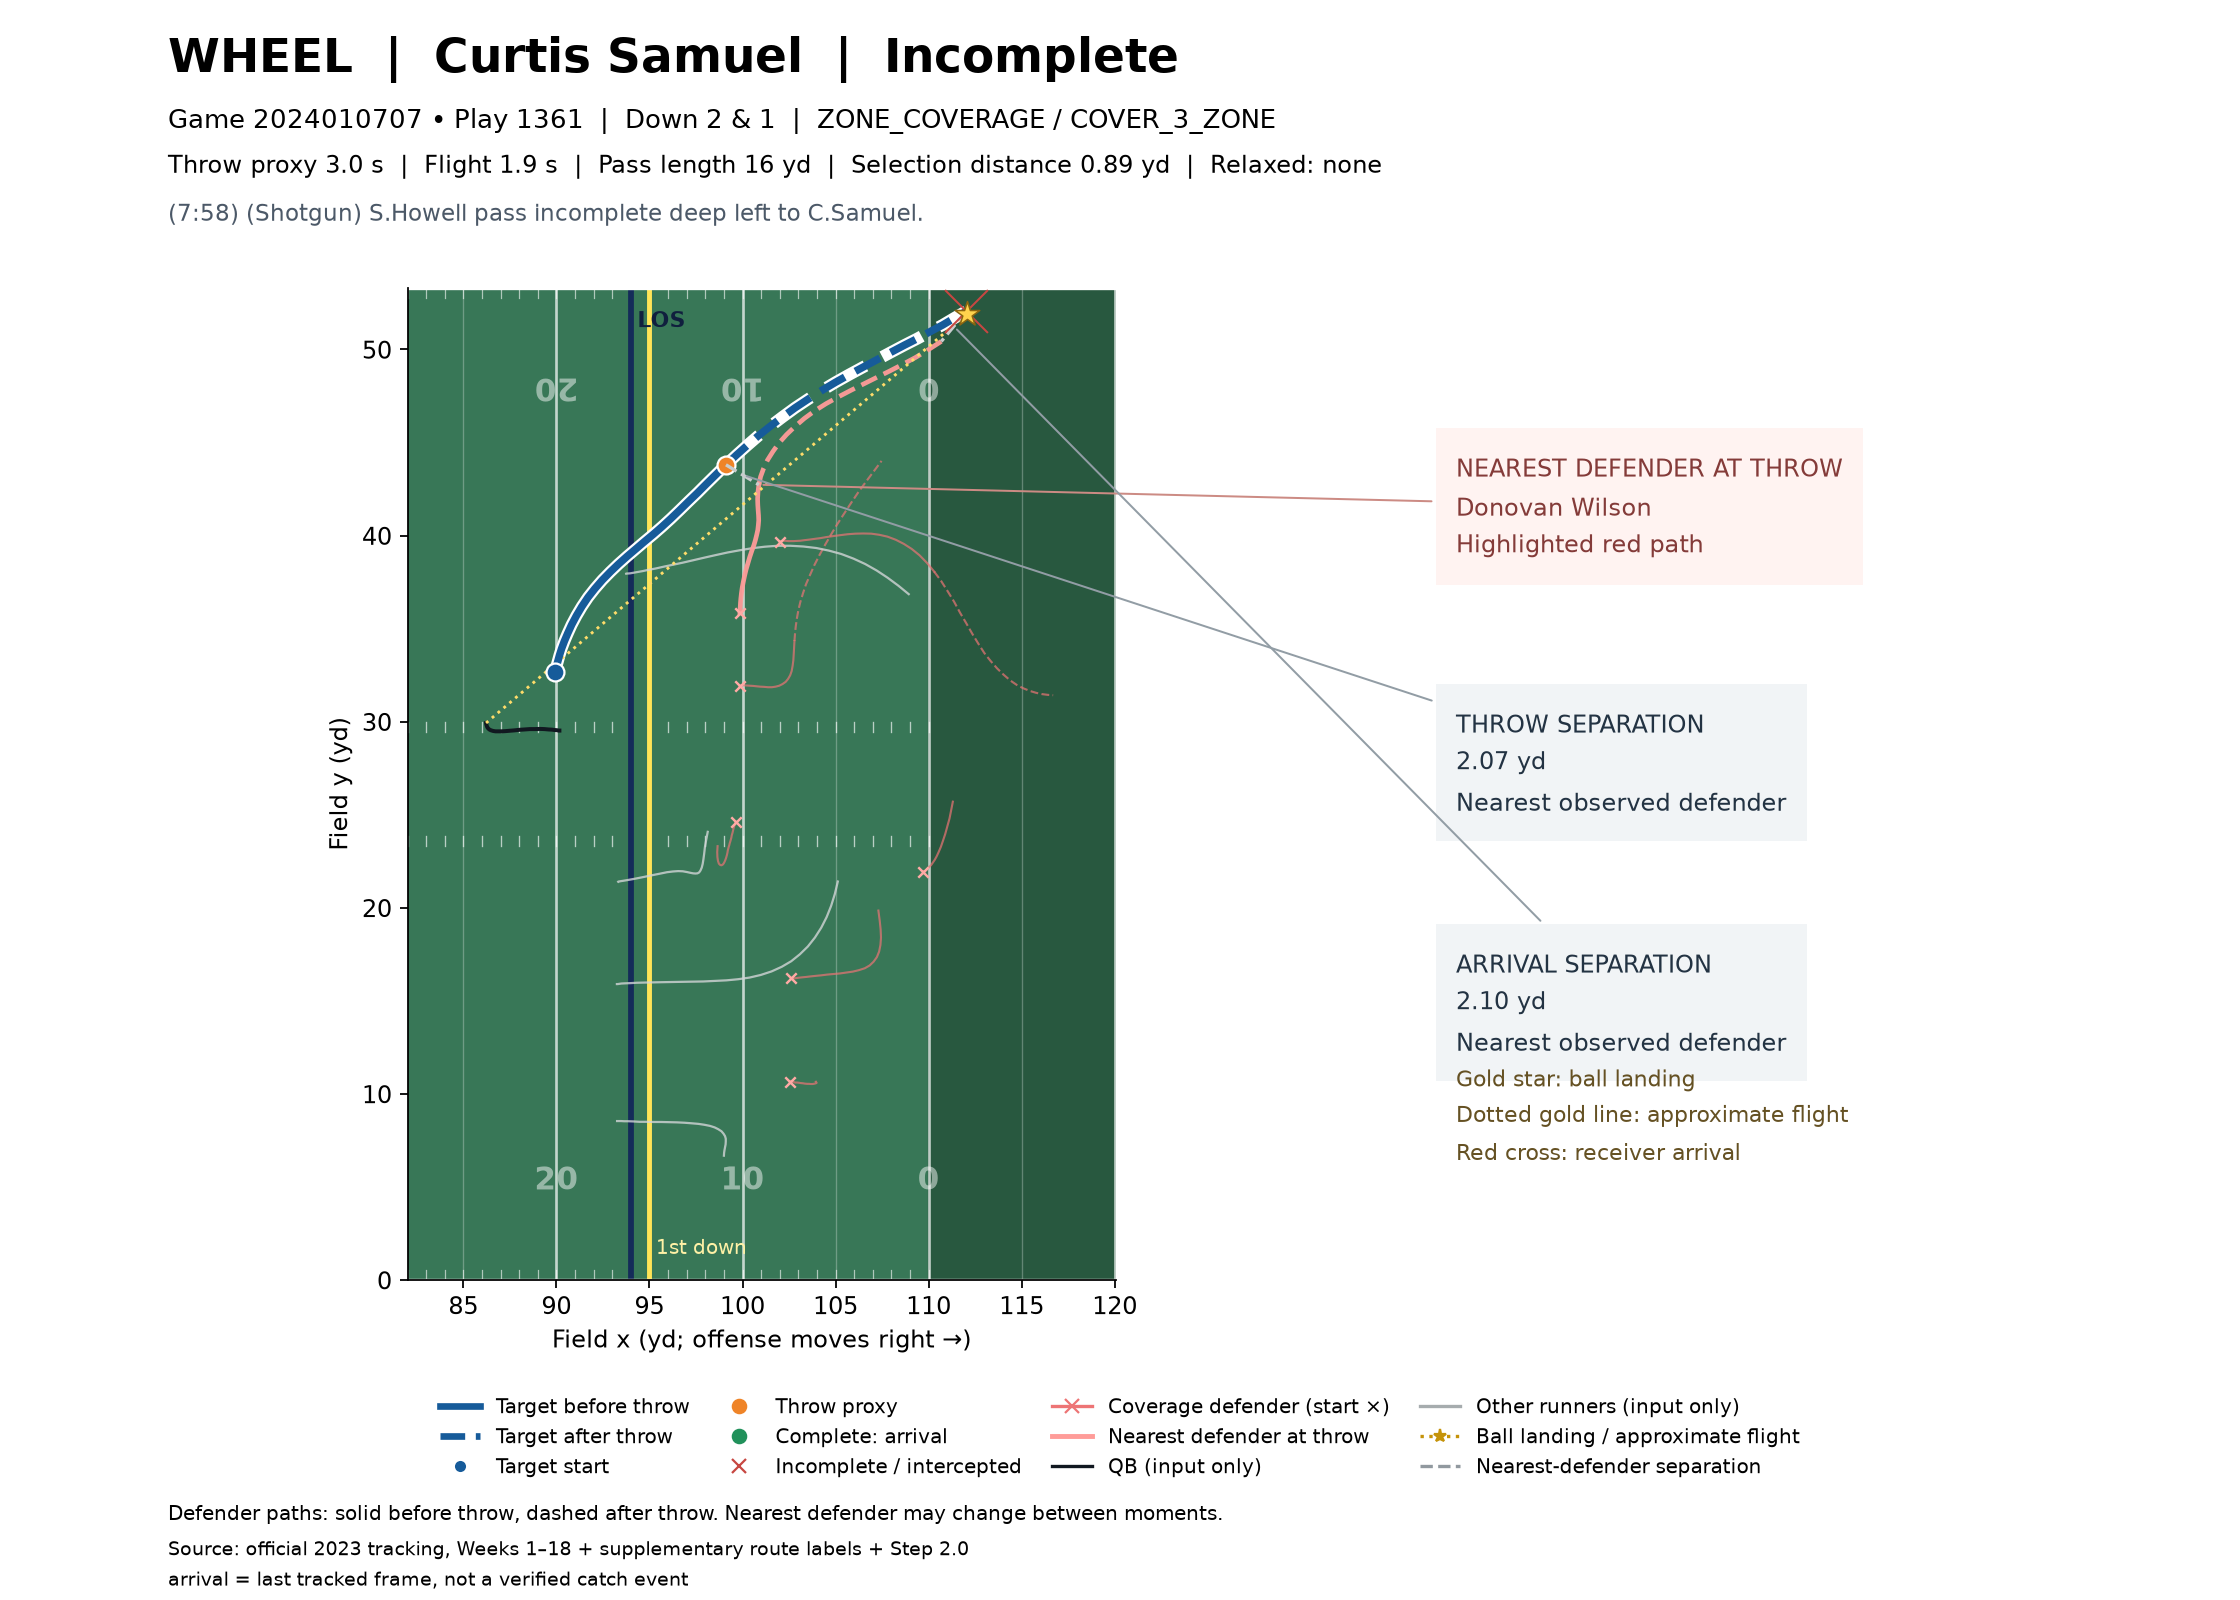 WHEEL | Curtis Samuel | Incomplete
Game 2024010707 • Play 1361 | Down 2 & 1 | ZONE_COVERAGE / COVER_3_ZONE
Throw proxy 3.0 s | Flight 1.9 s | Pass length 16 yd | Selection distance 0.89 yd | Relaxed: none
(7:58) (Shotgun) S.Howell pass incomplete deep left to C.Samuel.
LOS
50
20 10 0
40
30
20
10
0
20 10 0
1st down
Field y (yd)
85 90 95 100 105 110 115 120
Field x (yd; offense moves right →)
NEAREST DEFENDER AT THROW
Donovan Wilson
Highlighted red path
THROW SEPARATION
2.07 yd
Nearest observed defender
ARRIVAL SEPARATION
2.10 yd
Nearest observed defender
Gold star: ball landing
Dotted gold line: approximate flight
Red cross: receiver arrival
Target before throw
Target after throw
Target start
Throw proxy
Complete: arrival
Incomplete / intercepted
Coverage defender (start ×)
Nearest defender at throw
QB (input only)
Other runners (input only)
Ball landing / approximate flight
Nearest-defender separation
Defender paths: solid before throw, dashed after throw. Nearest defender may change between moments.
Source: official 2023 tracking, Weeks 1–18 + supplementary route labels + Step 2.0
arrival = last tracked frame, not a verified catch event